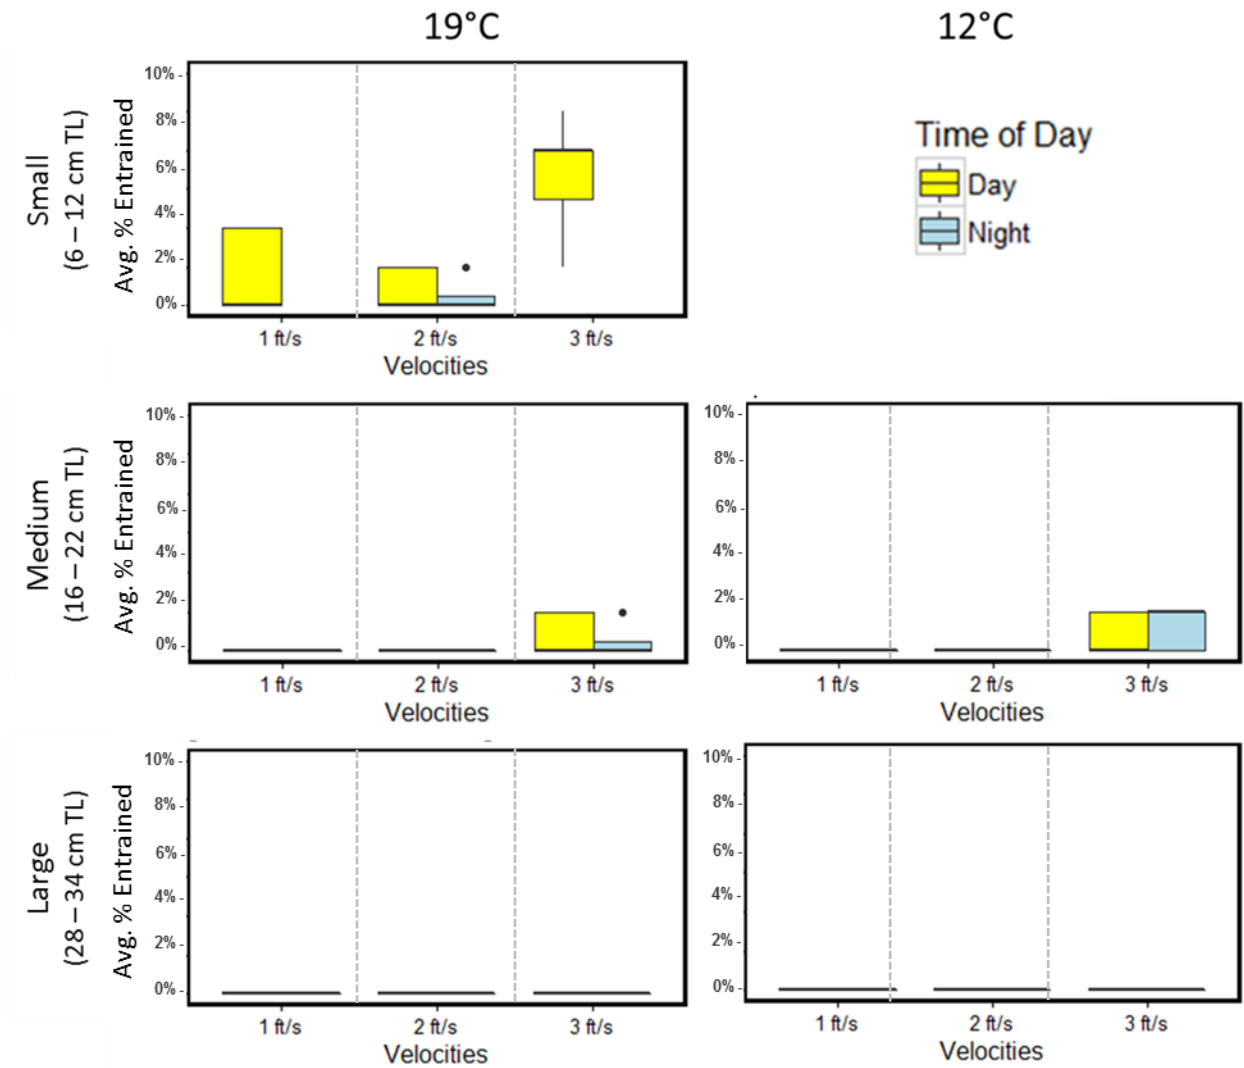 19°C
12°C
Small
(6 – 12 cm TL)
Avg. % Entrained
10%
8%
6%
4%
2%
0%
1 ft/s
2 ft/s
3 ft/s
Velocities
Time of Day
Day
Night
Medium
(16 – 22 cm TL)
Avg. % Entrained
10%
8%
6%
4%
2%
0%
1 ft/s
2 ft/s
3 ft/s
Velocities
10%
8%
6%
4%
2%
0%
1 ft/s
2 ft/s
3 ft/s
Velocities
Large
(28 – 34 cm TL)
Avg. % Entrained
10%
8%
6%
4%
2%
0%
1 ft/s
2 ft/s
3 ft/s
Velocities
10%
8%
6%
4%
2%
0%
1 ft/s
2 ft/s
3 ft/s
Velocities